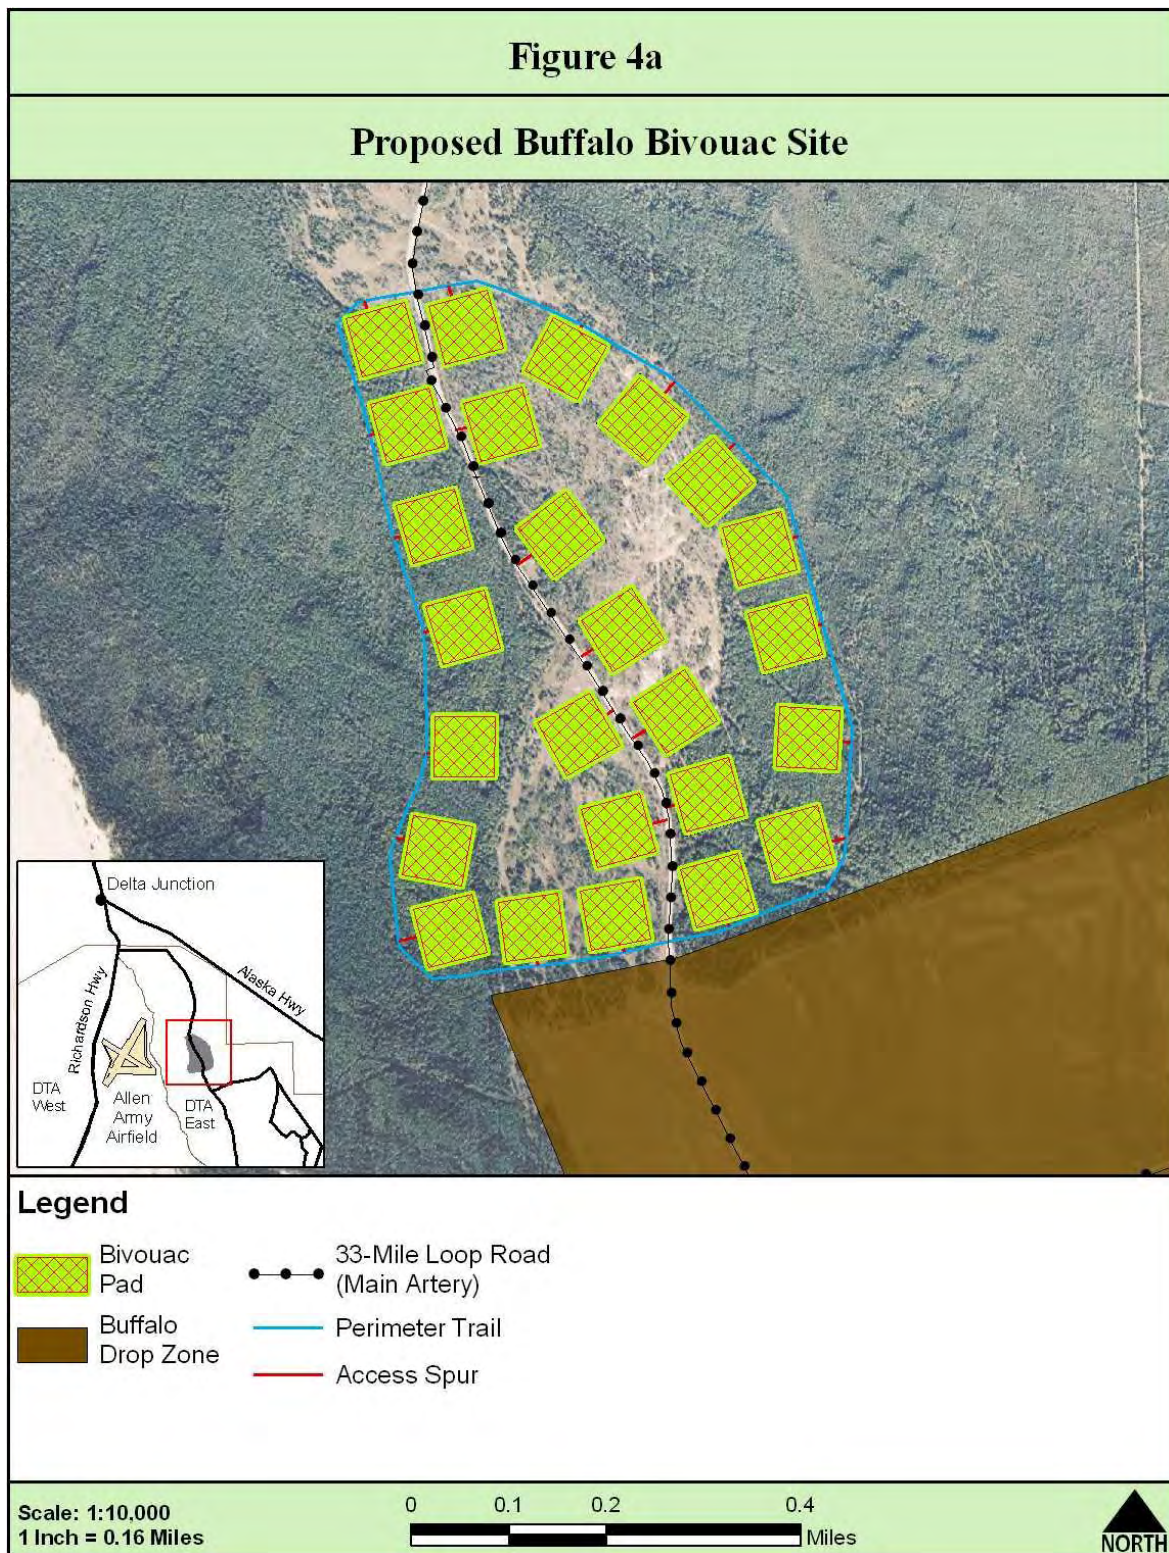 Figure 4a
Proposed Buffalo Bivouac Site
Delta Junction
Richardson Hwy
Alaska Hwy
DTA
West
Allen
Army
Airfield
DTA
East
Legend
Bivouac
Pad
Buffalo
Drop Zone
33-Mile Loop Road
(Main Artery)
Perimeter Trail
Access Spur
Scale: 1:10,000
1 Inch = 0.16 Miles
0 0.1 0.2 0.4
Miles
NORTH